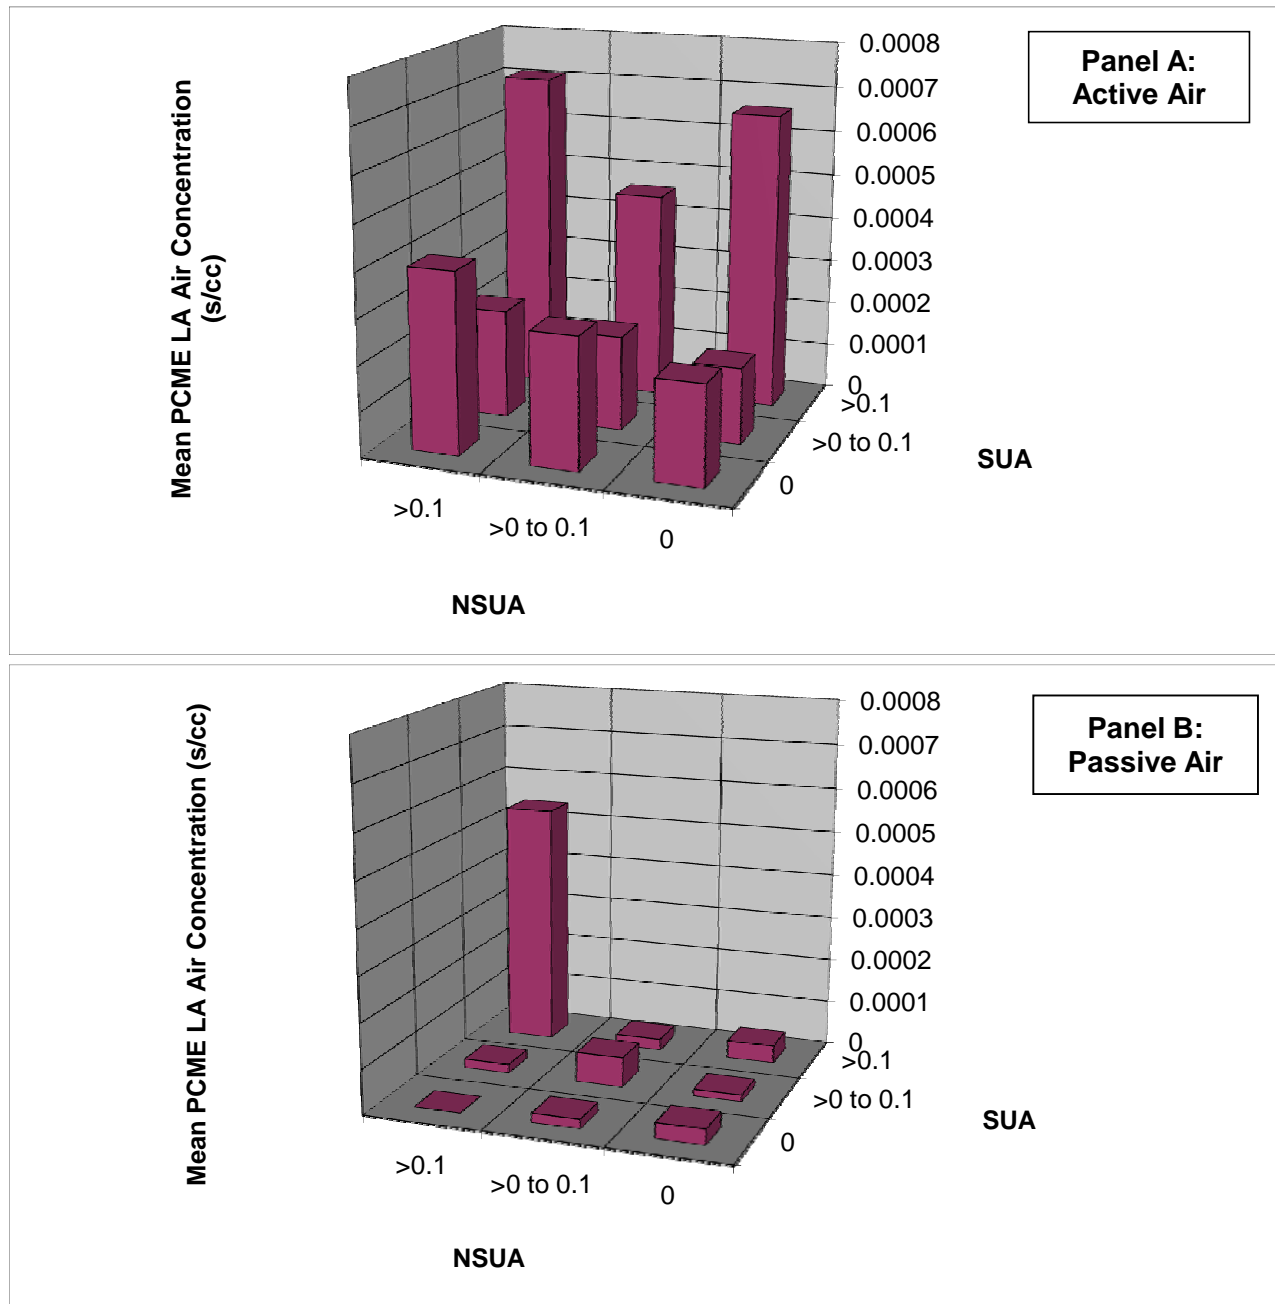 Panel A:
Active Air
Mean PCME LA Air Concentration
(s/cc)
0.0008
0.0007
0.0006
0.0005
0.0004
0.0003
0.0002
0.0001
0
>0.1
>0 to 0.1
0
SUA
>0.1
>0 to 0.1
0
NSUA
Panel B:
Passive Air
Mean PCME LA Air Concentration (s/cc)
0.0008
0.0007
0.0006
0.0005
0.0004
0.0003
0.0002
0.0001
0
>0.1
>0 to 0.1
0
SUA
>0.1
>0 to 0.1
0
NSUA